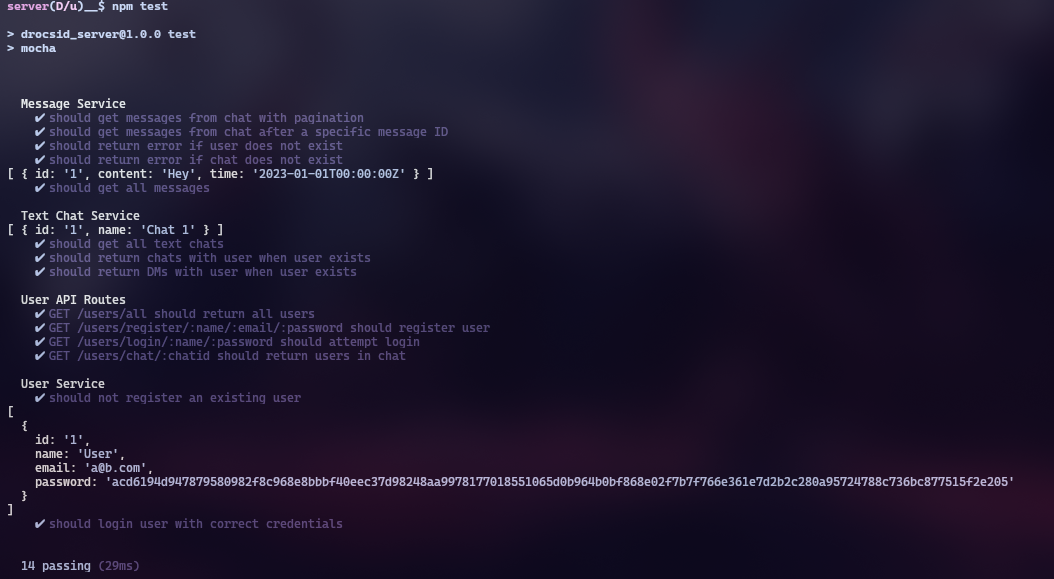 server(D/u)__$ npm test
> drocsid_server@1.0.0 test
> mocha
Message Service
✔ should get messages from chat with pagination
✔ should get messages from chat after a specific message ID
✔ should return error if user does not exist
✔ should return error if chat does not exist
[ { id: '1', content: 'Hey', time: '2023-01-01T00:00:00Z' } ]
✔ should get all messages
Text Chat Service
[ { id: '1', name: 'Chat 1' } ]
✔ should get all text chats
✔ should return chats with user when user exists
✔ should return DMs with user when user exists
User API Routes
✔ GET /users/all should return all users
✔ GET /users/register/:name/:email/:password should register user
✔ GET /users/login/:name/:password should attempt login
✔ GET /users/chat/:chatid should return users in chat
User Service
✔ should not register an existing user
[
{
id: '1',
name: 'User',
email: 'a@b.com',
password: 'acd6194d947879580982f8c968e8bbbf40eec37d98248aa9978177018551065d0b964b0bf868e02f7b7f766e361e7d2b2c280a95724788c736bc877515f2e205'
}
]
✔ should login user with correct credentials
14 passing (29ms)